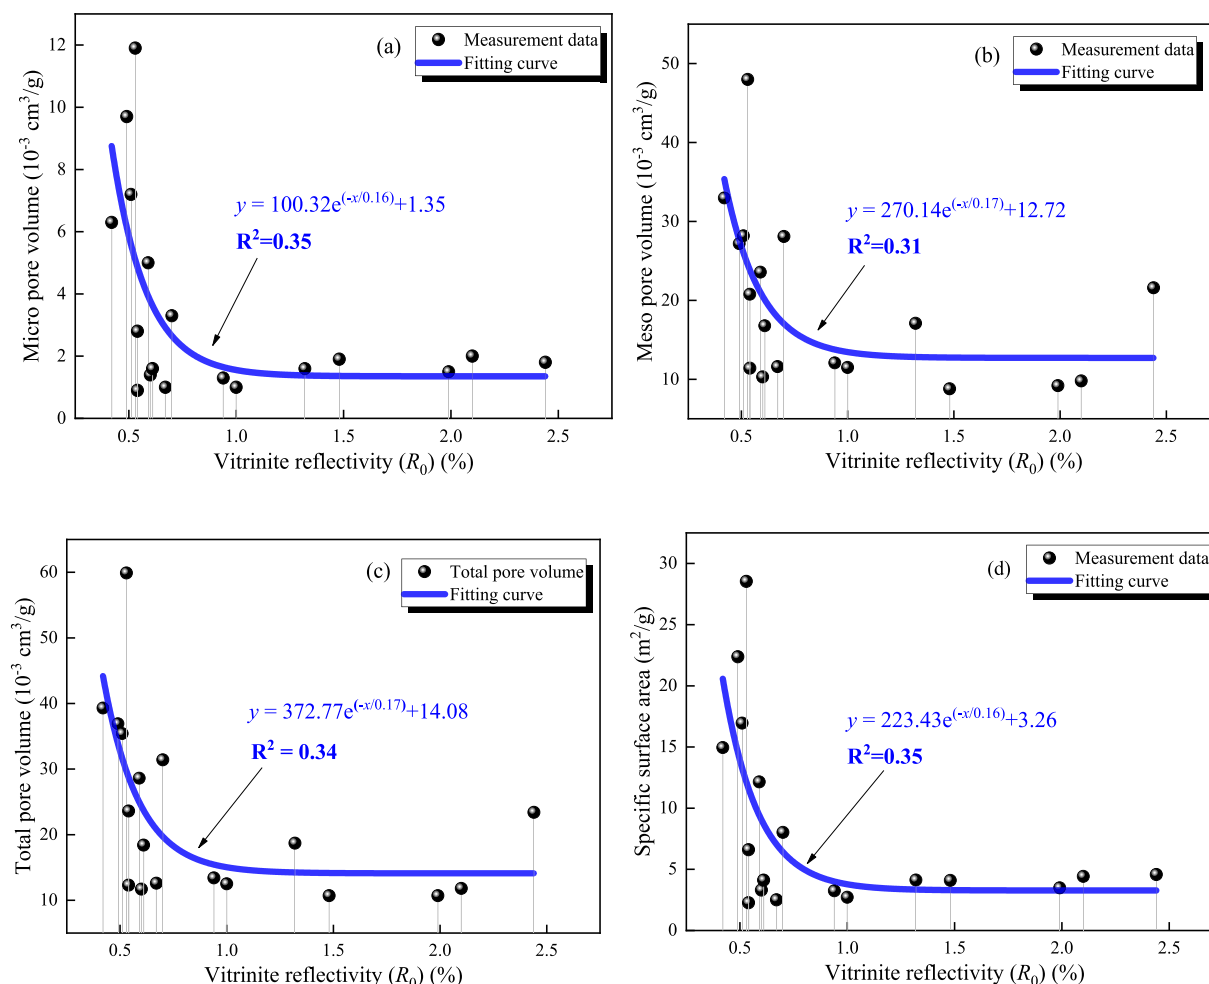 (a)
Measurement data
Fitting curve
12
10
8
6
4
2
0
Micro pore volume (10⁻³ cm³/g)
y = 100.32e^(-x/0.16)+1.35
R²=0.35
0.5 1.0 1.5 2.0 2.5
Vitrinite reflectivity (R₀) (%)
(b)
Measurement data
Fitting curve
50
40
30
20
10
Meso pore volume (10⁻³ cm³/g)
y = 270.14e^(-x/0.17)+12.72
R²=0.31
0.5 1.0 1.5 2.0 2.5
Vitrinite reflectivity (R₀) (%)
(c)
Total pore volume
Fitting curve
60
50
40
30
20
10
Total pore volume (10⁻³ cm³/g)
y = 372.77e^(-x/0.17)+14.08
R² = 0.34
0.5 1.0 1.5 2.0 2.5
Vitrinite reflectivity (R₀) (%)
(d)
Measurement data
Fitting curve
30
25
20
15
10
5
0
Specific surface area (m²/g)
y = 223.43e^(-x/0.16)+3.26
R²=0.35
0.5 1.0 1.5 2.0 2.5
Vitrinite reflectivity (R₀) (%)